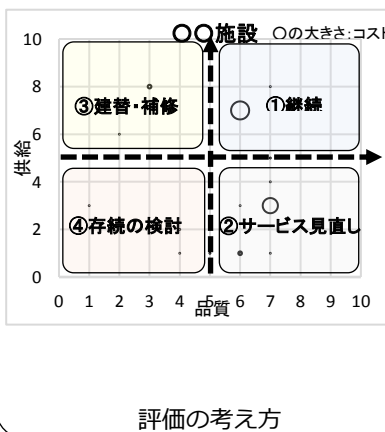 〇〇施設 〇の大きさ:コスト
10
8
③建替・補修 ①継続
6
供給
4
④存続の検討 ②サービス見直し
2
0
0 1 2 3 4 5 6 7 8 9 10
品質
評価の考え方